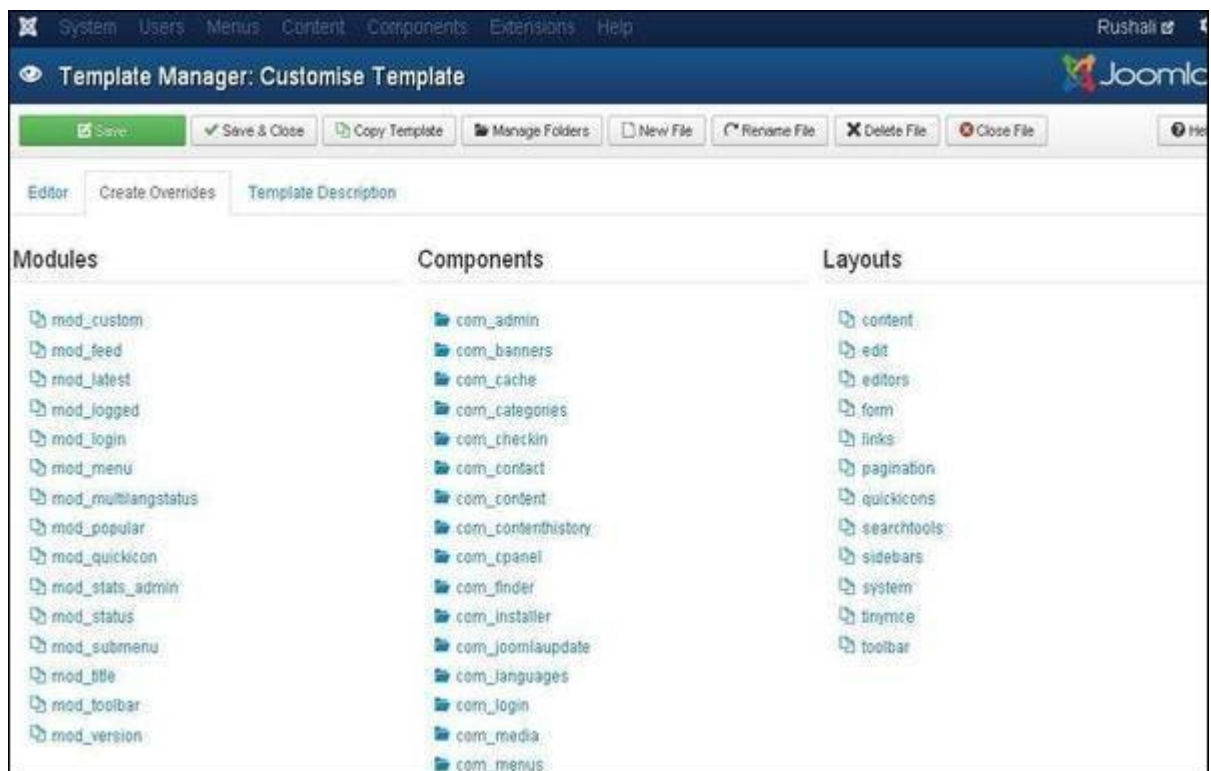 System Users Menus Content Components Extensions Help Rushali
Template Manager: Customise Template
Save Save & Close Copy Template Manage Folders New File Rename File Delete File Close File
Editor Create Overrides Template Description
Modules Components Layouts
mod_custom com_admin content
mod_feed com_banners edit
mod_latest com_cache editors
mod_logged com_categories form
mod_login com_checkin links
mod_menu com_contact pagination
mod_multilangstatus com_content quickicons
mod_popular com_contenthistory searchtools
mod_quickicon com_cpanel sidebars
mod_stats_admin com_finder system
mod_status com_installer tinymce
mod_submenu com_joomlaupdate toolbar
mod_title com_languages
mod_toolbar com_login
mod_version com_media
com_menus